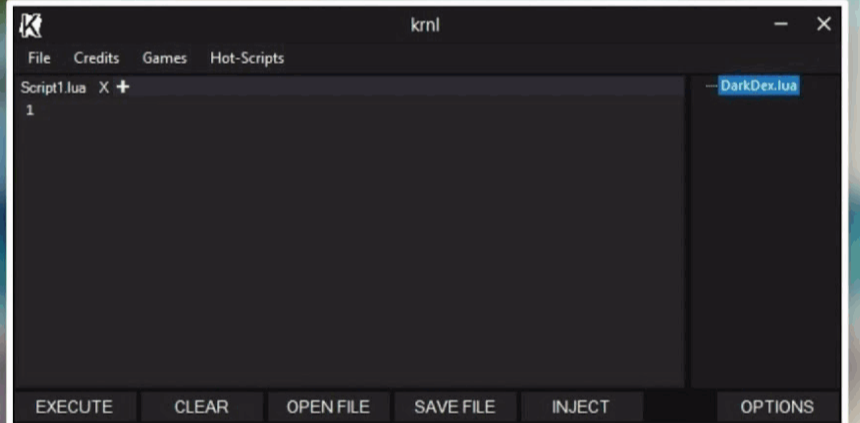 krnl
File Credits Games Hot-Scripts
Script1.lua X
DarkDex.lua
1
EXECUTE CLEAR OPEN FILE SAVE FILE INJECT OPTIONS